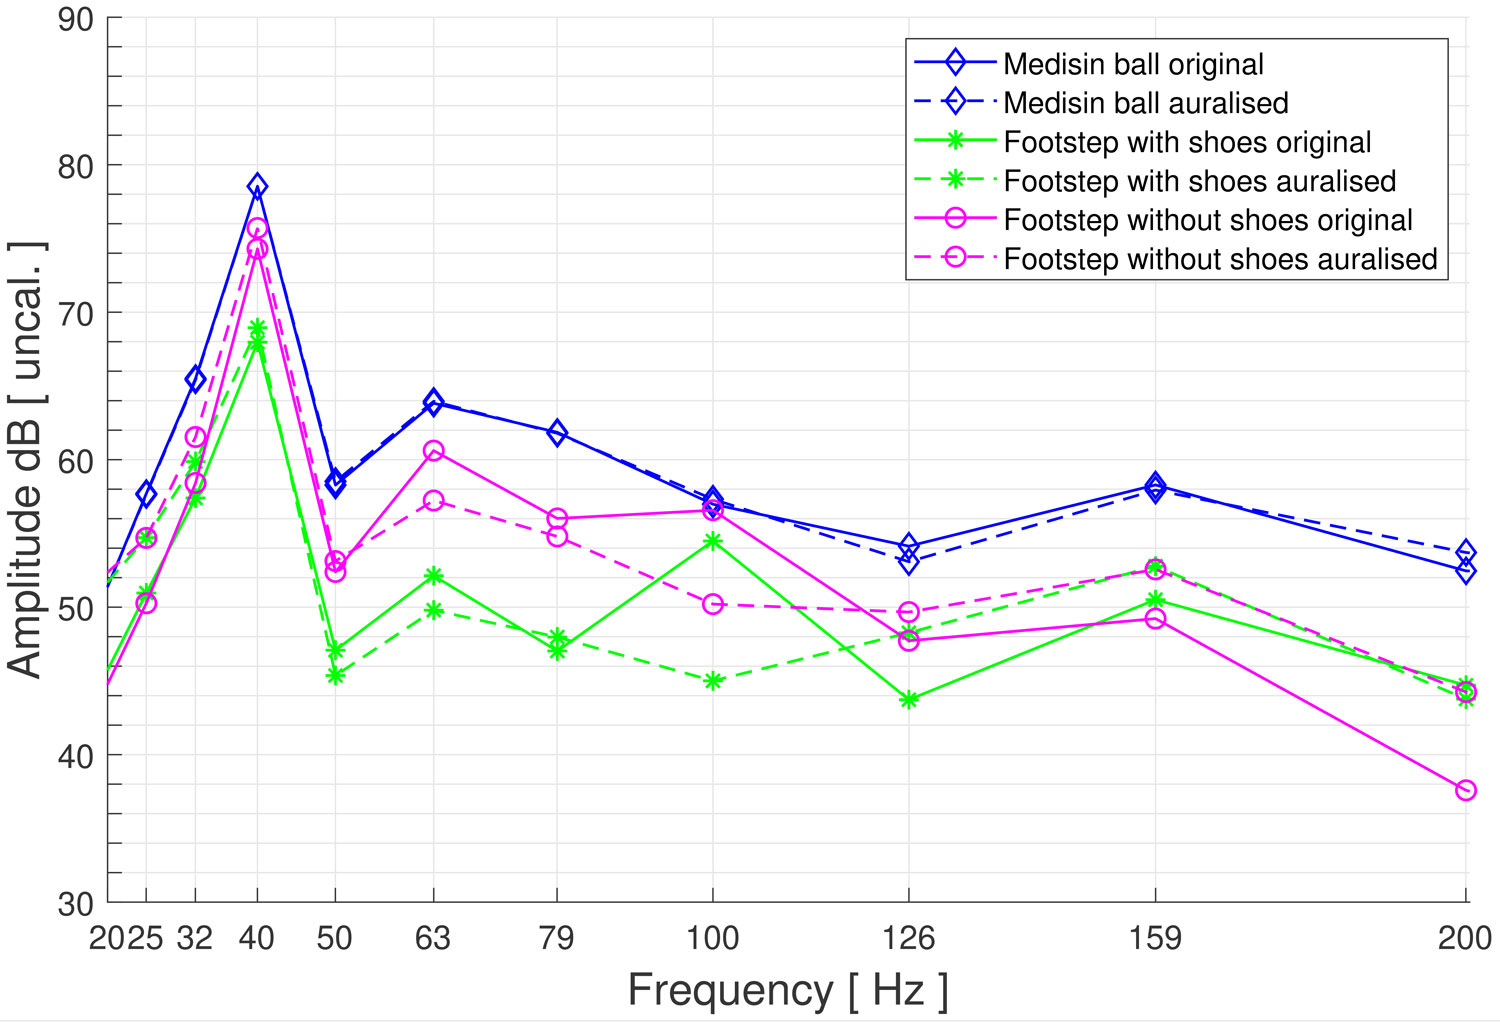 90
80
70
60
50
40
30
Amplitude dB [ uncal. ]
Medisin ball original
Medisin ball auralised
Footstep with shoes original
Footstep with shoes auralised
Footstep without shoes original
Footstep without shoes auralised
20 25 32 40 50 63 79 100 126 159 200
Frequency [ Hz ]